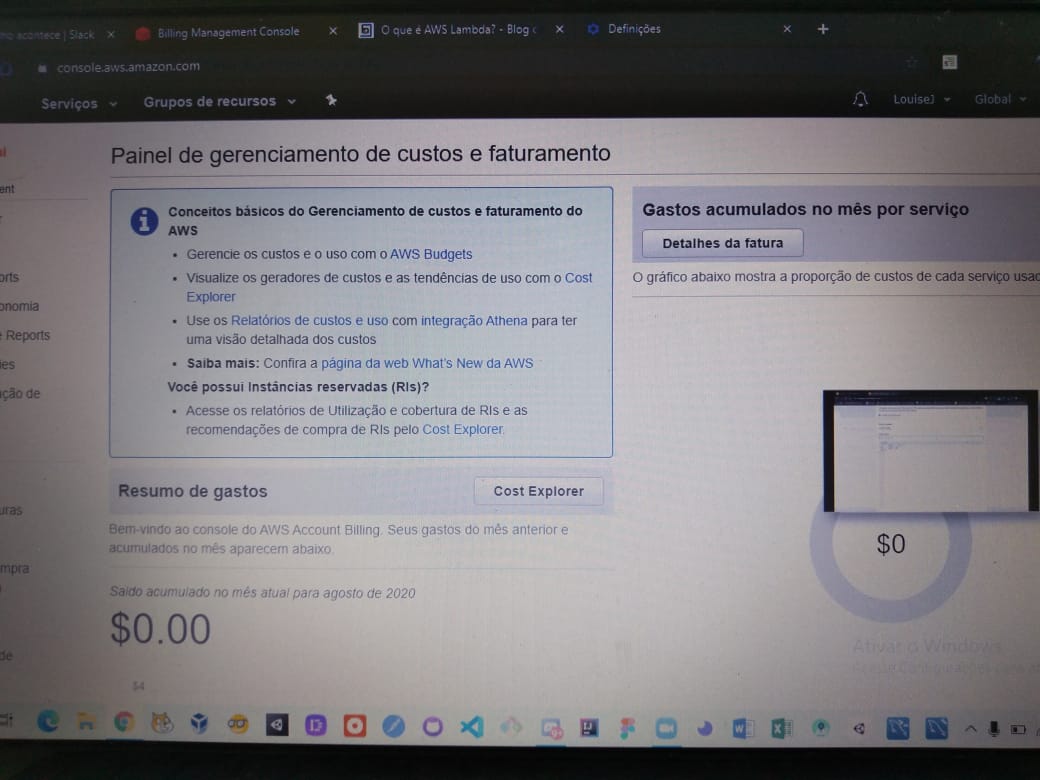 acontece | Slack
Billing Management Console
O que é AWS Lambda? - Blog
Definições
console.aws.amazon.com
Serviços
Grupos de recursos
LouiseJ
Global
Painel de gerenciamento de custos e faturamento
Conceitos básicos do Gerenciamento de custos e faturamento do
AWS
• Gerencie os custos e o uso com o AWS Budgets
• Visualize os geradores de custos e as tendências de uso com o Cost
Explorer
• Use os Relatórios de custos e uso com integração Athena para ter
uma visão detalhada dos custos
• Saiba mais: Confira a página da web What's New da AWS
Você possui Instâncias reservadas (RIs)?
• Acesse os relatórios de Utilização e cobertura de RIs e as
recomendações de compra de RIs pelo Cost Explorer.
Gastos acumulados no mês por serviço
Detalhes da fatura
O gráfico abaixo mostra a proporção de custos de cada serviço usad
ent
orts
onomia
Reports
ies
ução de
uras
mpra
de
Resumo de gastos
Cost Explorer
Bem-vindo ao console do AWS Account Billing. Seus gastos do mês anterior e
acumulados no mês aparecem abaixo.
Saldo acumulado no mês atual para agosto de 2020
$0.00
$4
$0
Ativar o Windows